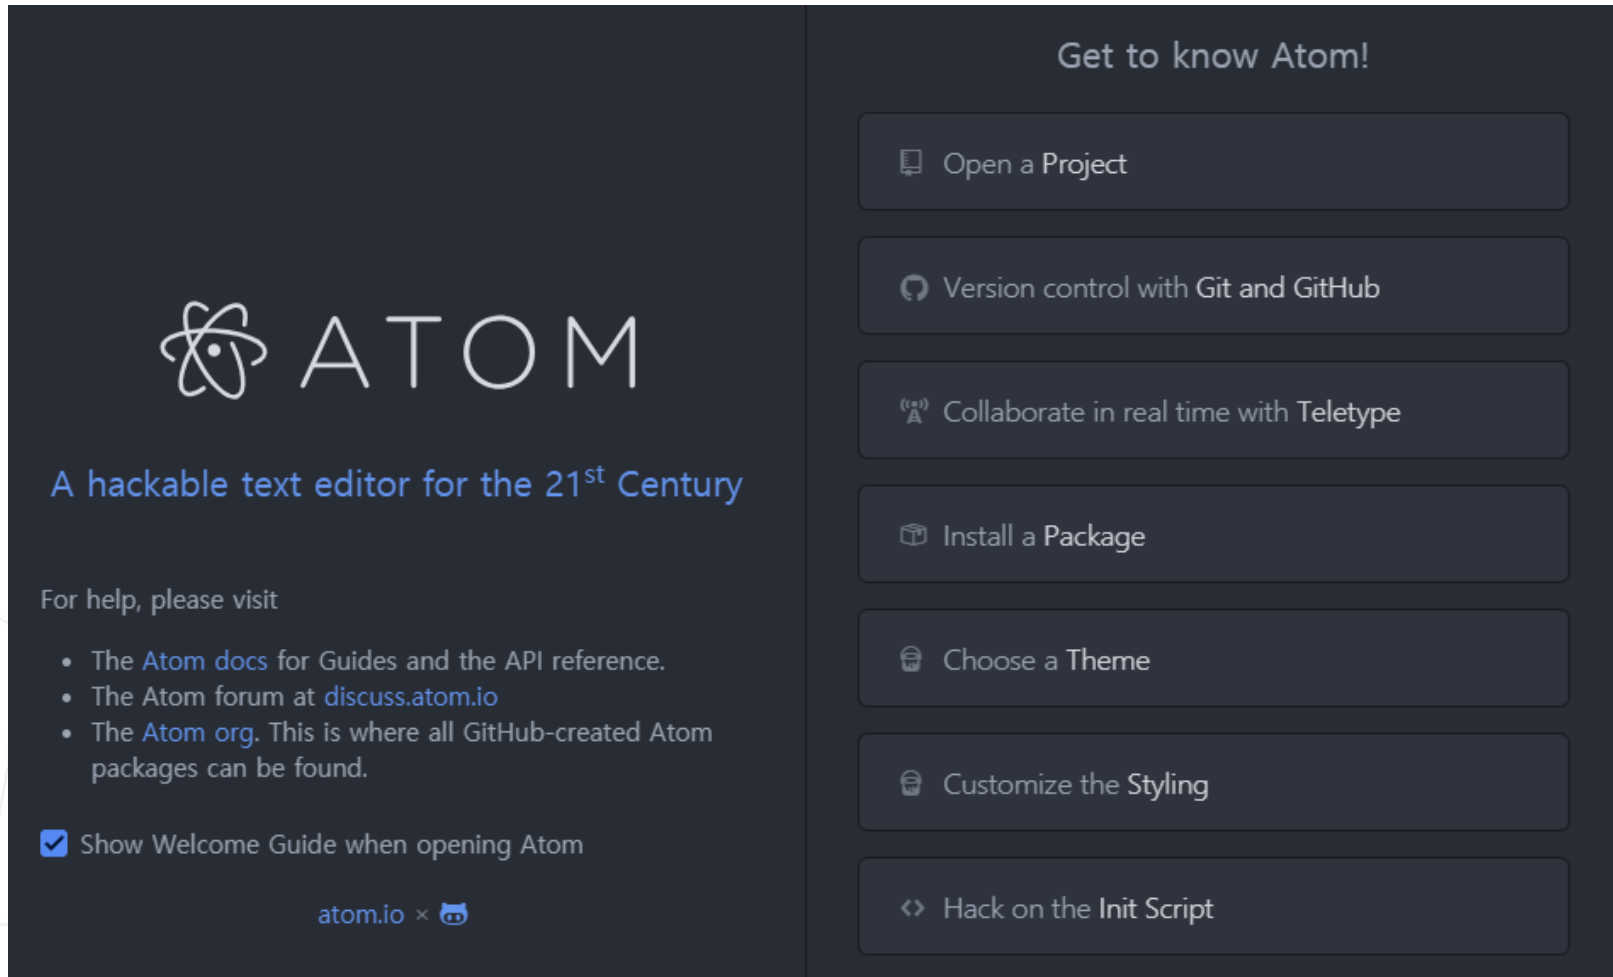 ATOM
A hackable text editor for the 21st Century
For help, please visit
The Atom docs for Guides and the API reference.
The Atom forum at discuss.atom.io
The Atom org. This is where all GitHub-created Atom
packages can be found.
Show Welcome Guide when opening Atom
atom.io ×
Get to know Atom!
Open a Project
Version control with Git and GitHub
Collaborate in real time with Teletype
Install a Package
Choose a Theme
Customize the Styling
Hack on the Init Script